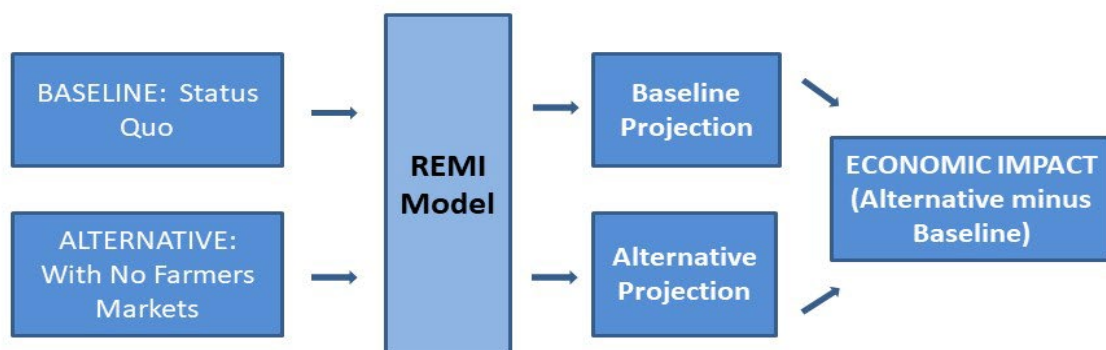 BASELINE: Status
Quo
ALTERNATIVE:
With No Farmers
Markets
REMI
Model
Baseline
Projection
Alternative
Projection
ECONOMIC IMPACT
(Alternative minus
Baseline)